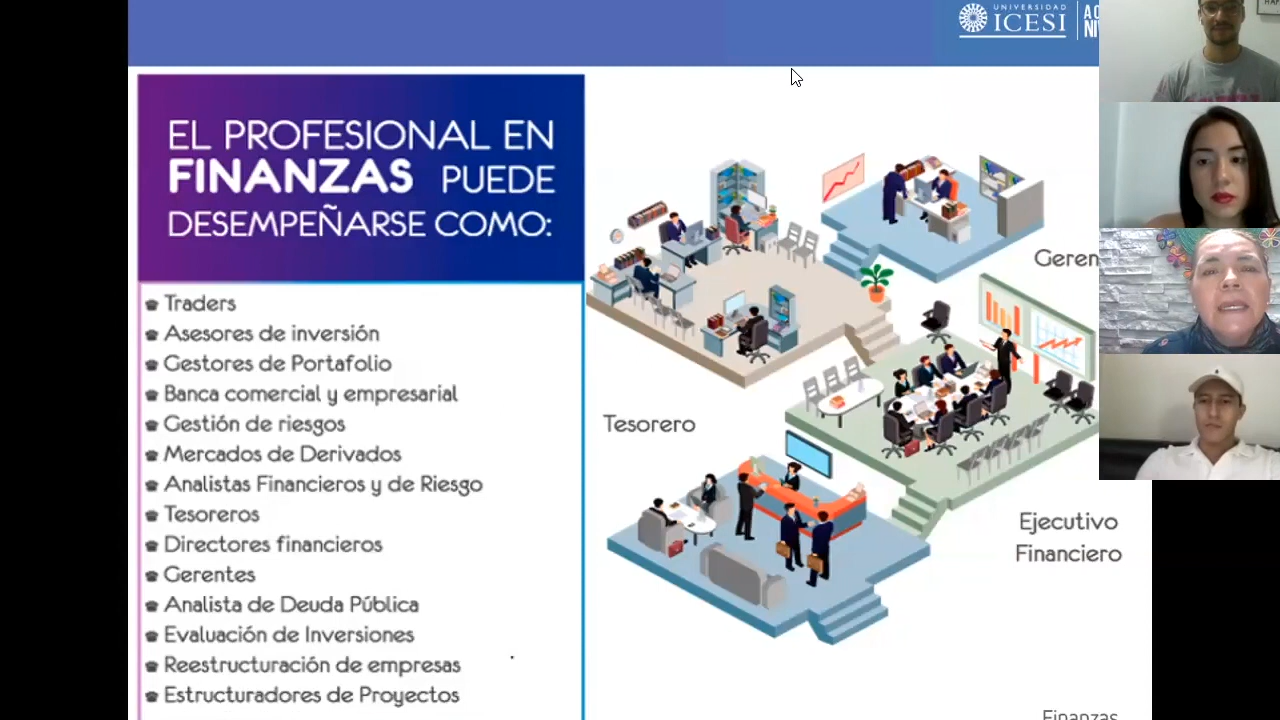 UNIVERSIDAD
ICESI
EL PROFESIONAL EN
FINANZAS PUEDE
DESEMPEÑARSE COMO:
Traders
Asesores de inversión
Gestores de Portafolio
Banca comercial y empresarial
Gestión de riesgos
Mercados de Derivados
Analistas Financieros y de Riesgo
Tesoreros
Directores financieros
Gerentes
Analista de Deuda Pública
Evaluación de Inversiones
Reestructuración de empresas
Estructuradores de Proyectos
Tesorero
Ejecutivo
Financiero
Finanzas